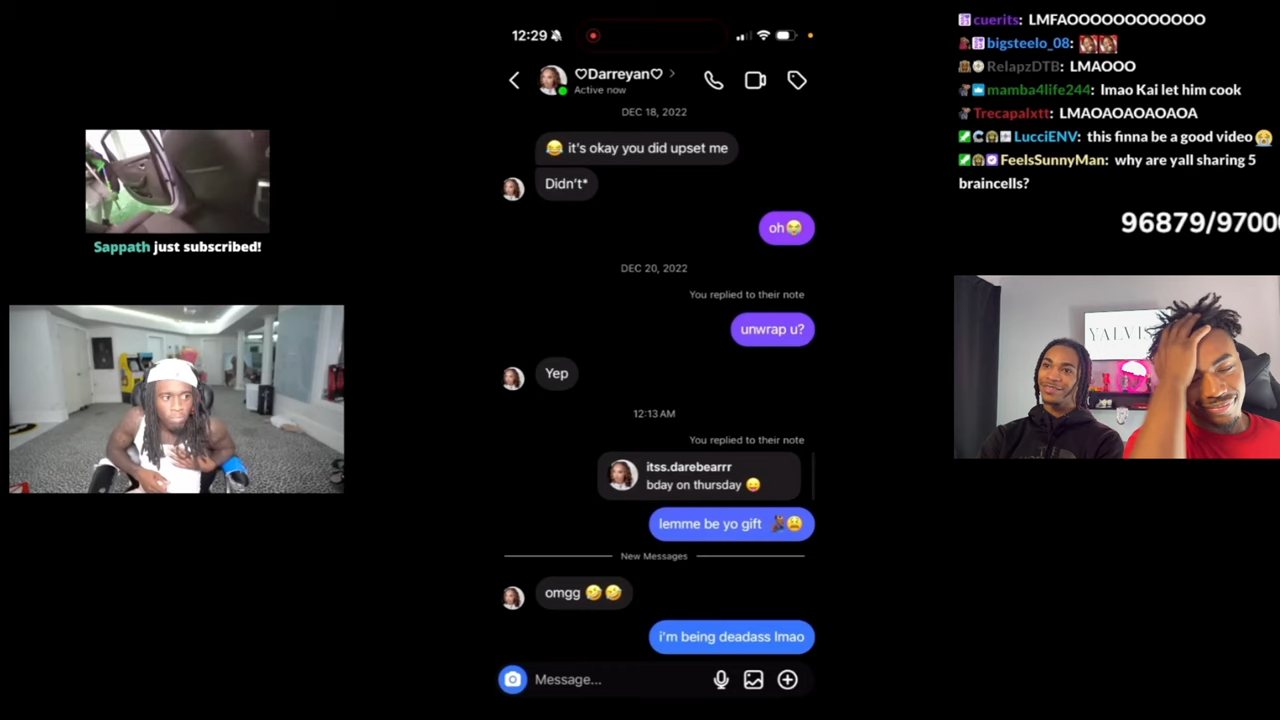 12:29
♡Darreyan♡
Active now
DEC 18, 2022
😂 it's okay you did upset me
Didn't*
oh😭
DEC 20, 2022
You replied to their note
unwrap u?
Yep
12:13 AM
You replied to their note
itss.darebearrr
bday on thursday 😛
lemme be yo gift 😩
New Messages
omgg 🤣🤣
i'm being deadass lmao
Message...
Sappath just subscribed!
cuerits: LMFAOOOOOOOOOOOO
bigsteelo_08:
RelapzDTB: LMAOOO
mamba4life244: lmao Kai let him cook
Trecapalxtt: LMAOAOAOAOAOA
LucciENV: this finna be a good video 😭
FeelsSunnyMan: why are yall sharing 5
braincells?
96879/9700
YALVIS